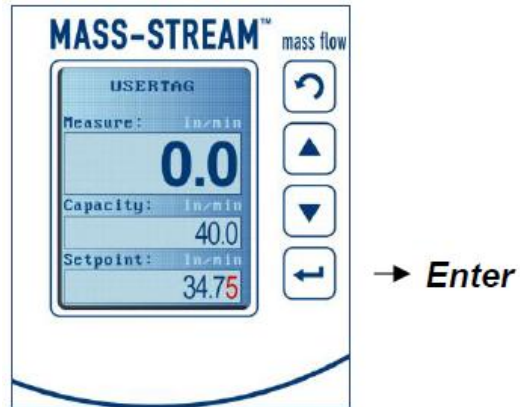 MASS-STREAM™ mass flow
USERTAG
Measure: ln/min
0.0
Capacity: ln/min
40.0
Setpoint: ln/min
34.75
Enter